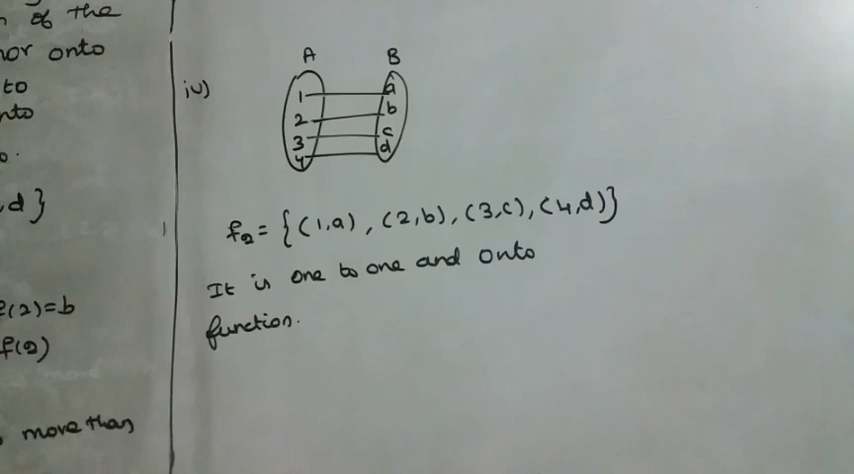 of the
nor onto
to
nto
,d}
f(2)=b
f(2)
more than
iv)
A B
1 a
2 b
3 c
4 d
f2 = {(1,a), (2,b), (3,c), (4,d)}
It is one to one and onto
function.